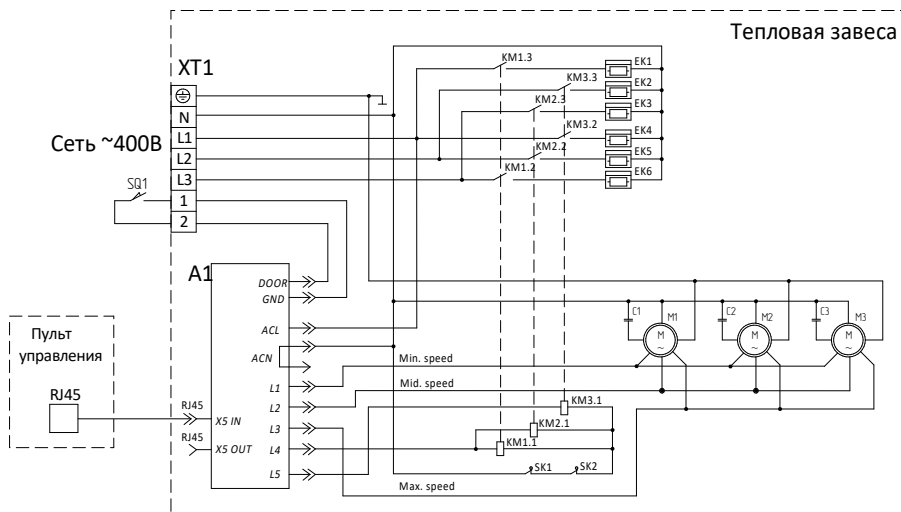 Тепловая завеса
XT1
N
L1
L2
L3
1
2
Сеть ~400В
SQ1
KM1.3
KM3.3
KM2.3
KM3.2
KM2.2
KM1.2
EK1
EK2
EK3
EK4
EK5
EK6
A1
DOOR
GND
ACL
ACN
L1
L2
L3
L4
L5
X5 IN
X5 OUT
RJ45
RJ45
Пульт
управления
RJ45
Min. speed
Mid. speed
Max. speed
KM3.1
KM2.1
KM1.1
SK1
SK2
C1
M1
C2
M2
C3
M3
M
~
M
~
M
~